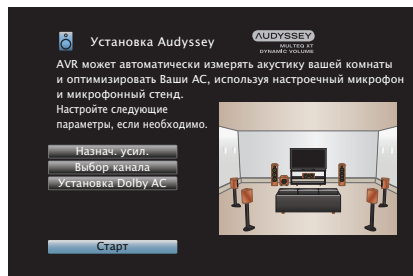 Установка Audyssey
AUDYSSEY
MULTEQ XT
DYNAMIC VOLUME
AVR может автоматически измерять акустику вашей комнаты
и оптимизировать Ваши АС, используя настроечный микрофон
и микрофонный стенд.
Настройте следующие
параметры, если необходимо.
Назнач. усил.
Выбор канала
Установка Dolby АС
Старт